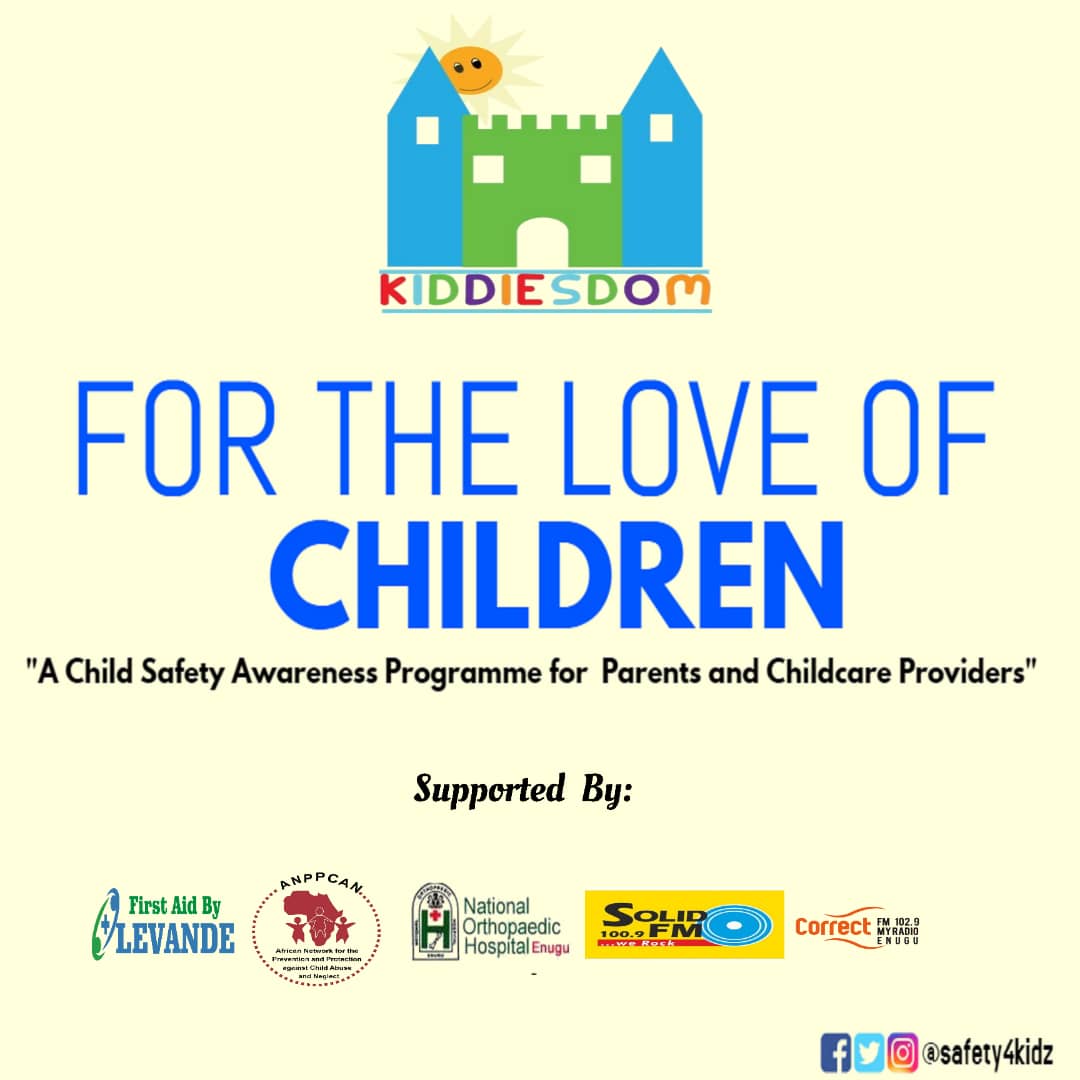 KIDDIESDOM
FOR THE LOVE OF
CHILDREN
"A Child Safety Awareness Programme for Parents and Childcare Providers"
Supported By:
First Aid By
LEVANDE
ANPPCAN
African Network for the
Prevention and Protection
against Child Abuse
and Neglect
ORTHOPAEDIC
H
ENUGU
National
Orthopaedic
Hospital Enugu
SOLID
100.9 FM
...we Rock
Correct
FM 102.9
MY RADIO
ENUGU
@safety4kidz